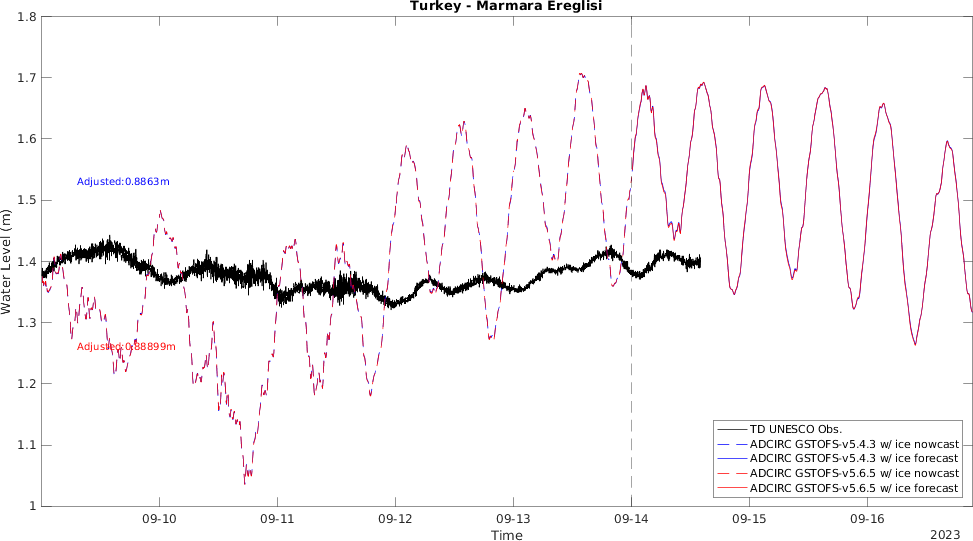 Turkey - Marmara Ereglisi
1.8
1.7
1.6
1.5
1.4
1.3
1.2
1.1
1
Water Level (m)
Adjusted:0.8863m
Adjusted:0.88899m
TD UNESCO Obs.
ADCIRC GSTOFS-v5.4.3 w/ ice nowcast
ADCIRC GSTOFS-v5.4.3 w/ ice forecast
ADCIRC GSTOFS-v5.6.5 w/ ice nowcast
ADCIRC GSTOFS-v5.6.5 w/ ice forecast
09-10 09-11 09-12 09-13 09-14 09-15 09-16
Time
2023